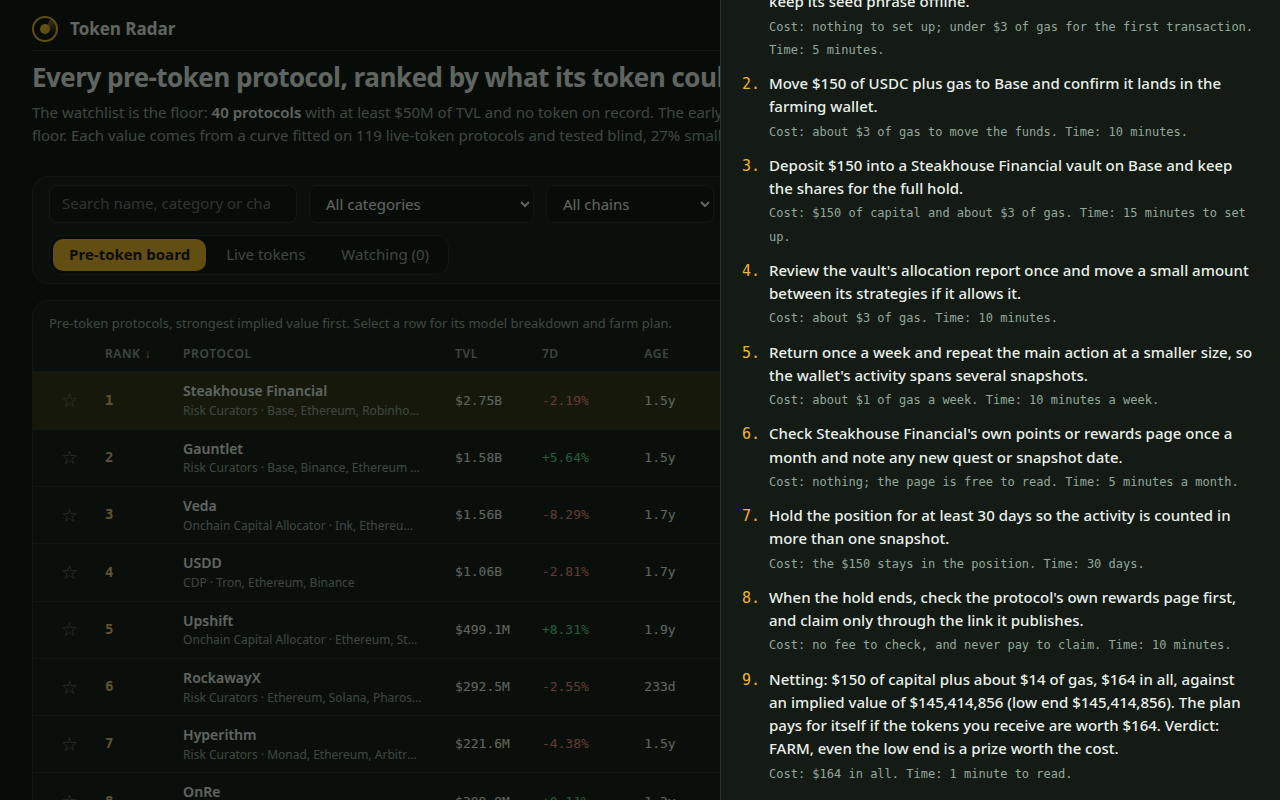 Token Radar
Every pre-token protocol, ranked by what its token coul
The watchlist is the floor: 40 protocols with at least $50M of TVL and no token on record. The early
floor. Each value comes from a curve fitted on 119 live-token protocols and tested blind, 27% small
Search name, category or cha
All categories
All chains
Pre-token board
Live tokens
Watching (0)
Pre-token protocols, strongest implied value first. Select a row for its model breakdown and farm plan.
RANK ↓ PROTOCOL TVL 7D AGE
☆ 1 Steakhouse Financial $2.75B -2.19% 1.5y
Risk Curators · Base, Ethereum, Robinho…
☆ 2 Gauntlet $1.58B +5.64% 1.5y
Risk Curators · Base, Binance, Ethereum …
☆ 3 Veda $1.56B -8.29% 1.7y
Onchain Capital Allocator · Ink, Ethereu…
☆ 4 USDD $1.06B -2.81% 1.7y
CDP · Tron, Ethereum, Binance
☆ 5 Upshift $499.1M +8.31% 1.9y
Onchain Capital Allocator · Ethereum, St…
☆ 6 RockawayX $292.5M -2.55% 233d
Risk Curators · Ethereum, Solana, Pharos…
☆ 7 Hyperithm $221.6M -4.38% 1.5y
Risk Curators · Monad, Ethereum, Arbitr…
OnRe
keep its seed phrase offline.
Cost: nothing to set up; under $3 of gas for the first transaction.
Time: 5 minutes.
2. Move $150 of USDC plus gas to Base and confirm it lands in the
farming wallet.
Cost: about $3 of gas to move the funds. Time: 10 minutes.
3. Deposit $150 into a Steakhouse Financial vault on Base and keep
the shares for the full hold.
Cost: $150 of capital and about $3 of gas. Time: 15 minutes to set
up.
4. Review the vault's allocation report once and move a small amount
between its strategies if it allows it.
Cost: about $3 of gas. Time: 10 minutes.
5. Return once a week and repeat the main action at a smaller size, so
the wallet's activity spans several snapshots.
Cost: about $1 of gas a week. Time: 10 minutes a week.
6. Check Steakhouse Financial's own points or rewards page once a
month and note any new quest or snapshot date.
Cost: nothing; the page is free to read. Time: 5 minutes a month.
7. Hold the position for at least 30 days so the activity is counted in
more than one snapshot.
Cost: the $150 stays in the position. Time: 30 days.
8. When the hold ends, check the protocol's own rewards page first,
and claim only through the link it publishes.
Cost: no fee to check, and never pay to claim. Time: 10 minutes.
9. Netting: $150 of capital plus about $14 of gas, $164 in all, against
an implied value of $145,414,856 (low end $145,414,856). The plan
pays for itself if the tokens you receive are worth $164. Verdict:
FARM, even the low end is a prize worth the cost.
Cost: $164 in all. Time: 1 minute to read.